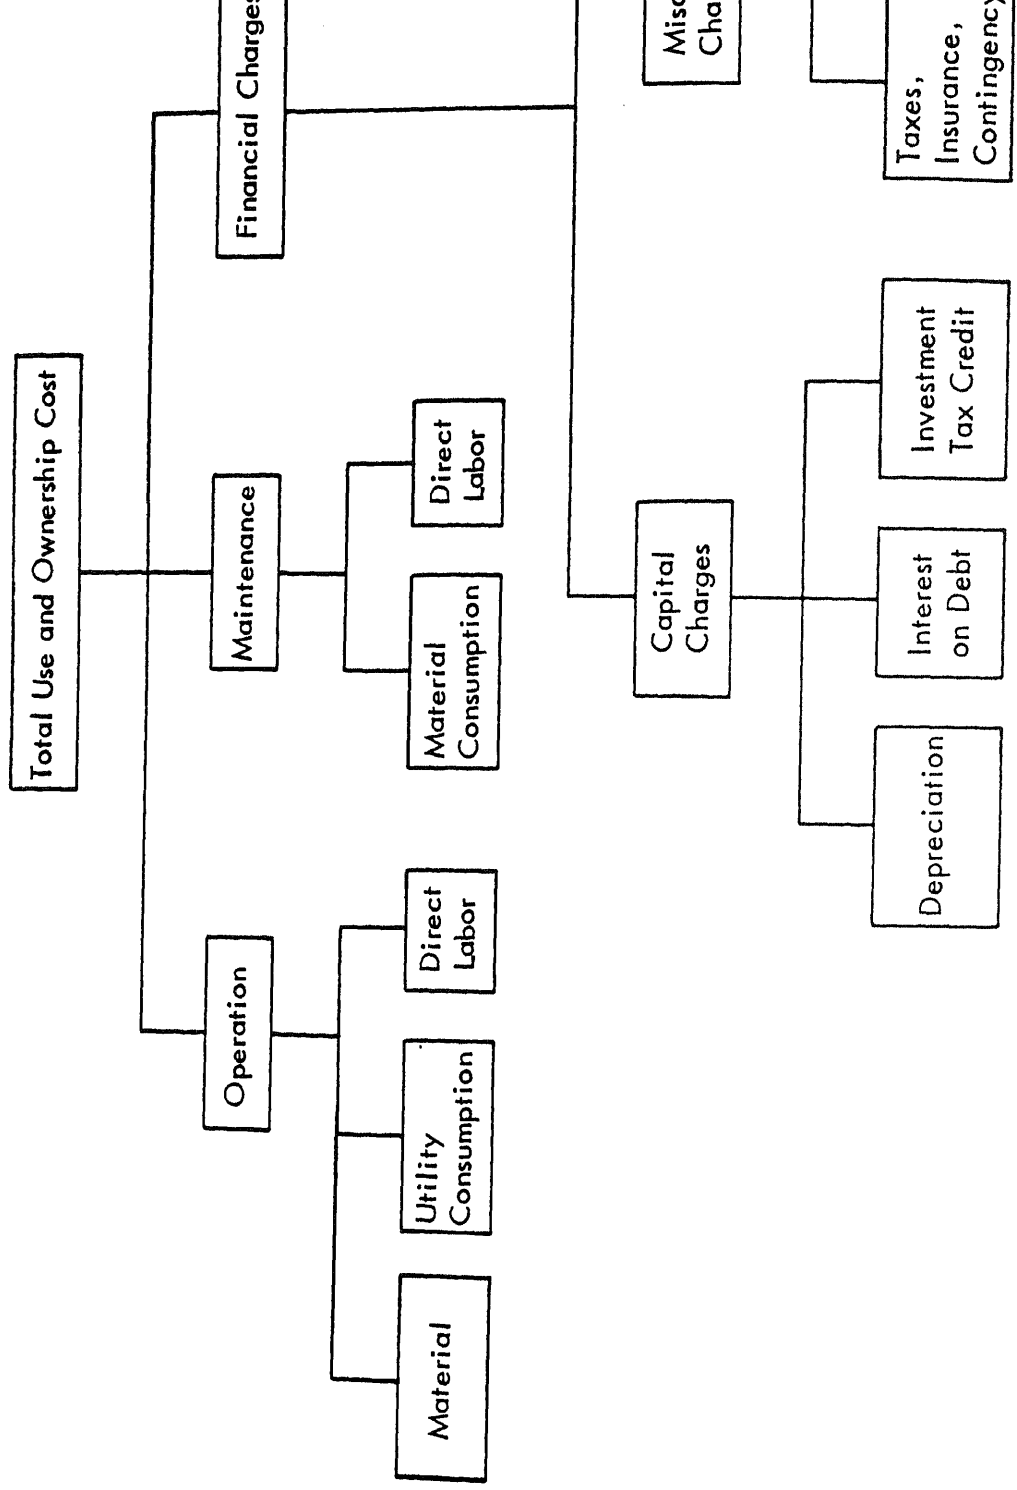 Total Use and Ownership Cost
Operation
Maintenance
Financial Charges
Material
Utility
Consumption
Direct
Labor
Material
Consumption
Direct
Labor
Capital
Charges
Depreciation
Interest
on Debt
Investment
Tax Credit
Taxes,
Insurance,
Contingency